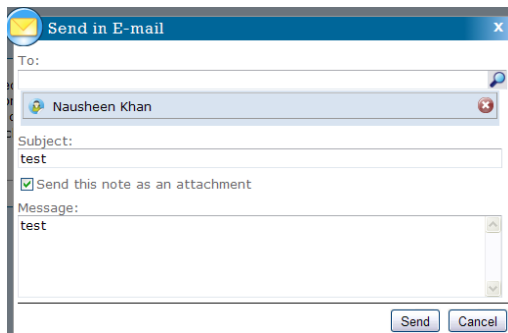 Send in E-mail
x
To:
Nausheen Khan
Subject:
test
Send this note as an attachment
Message:
test
Send Cancel